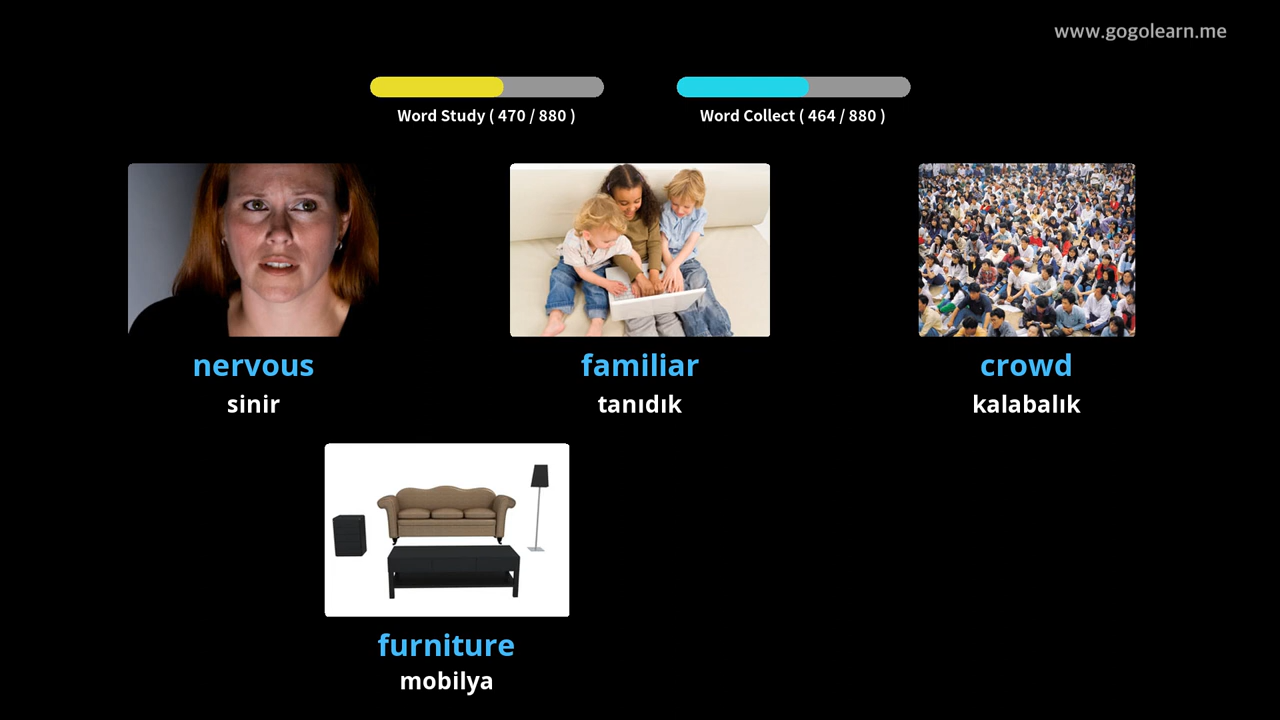 www.gogolearn.me
Word Study ( 470 / 880 )
Word Collect ( 464 / 880 )
nervous
sinir
familiar
tanıdık
crowd
kalabalık
furniture
mobilya